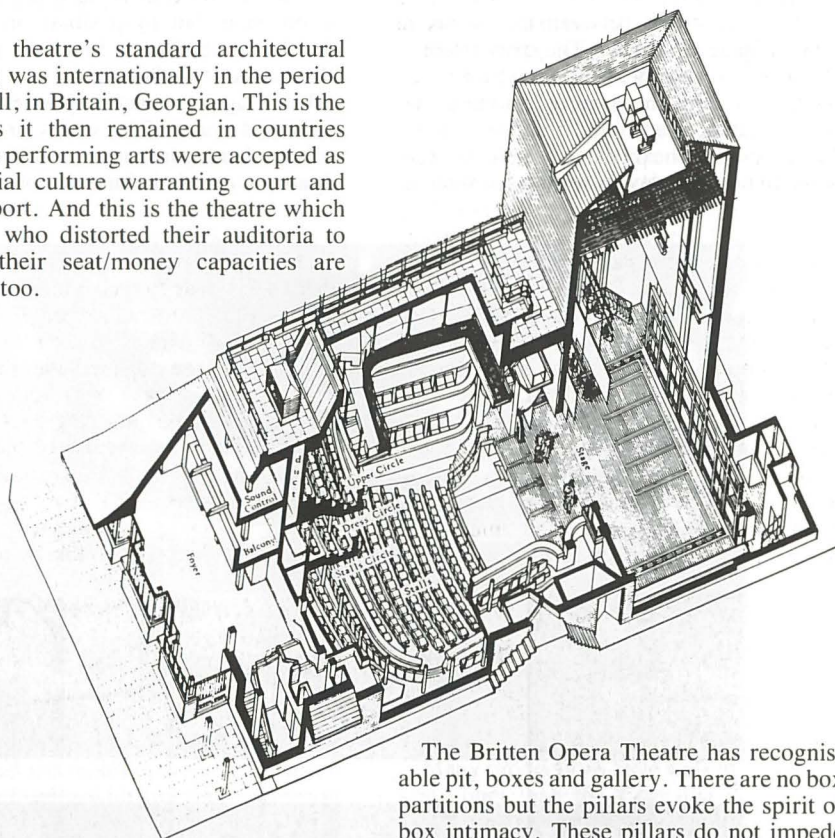 theatre's standard architectural
was internationally in the period
ll, in Britain, Georgian. This is the
s it then remained in countries
performing arts were accepted as
ial culture warranting court and
port. And this is the theatre which
who distorted their auditoria to
their seat/money capacities are
too.
Upper Circle
duct
Sound
Control
Dress Circle
Balcony
Stalls Circle
Stalls
Foyer
Stage
The Britten Opera Theatre has recognis
able pit, boxes and gallery. There are no box
partitions but the pillars evoke the spirit o
box intimacy. These pillars do not impede